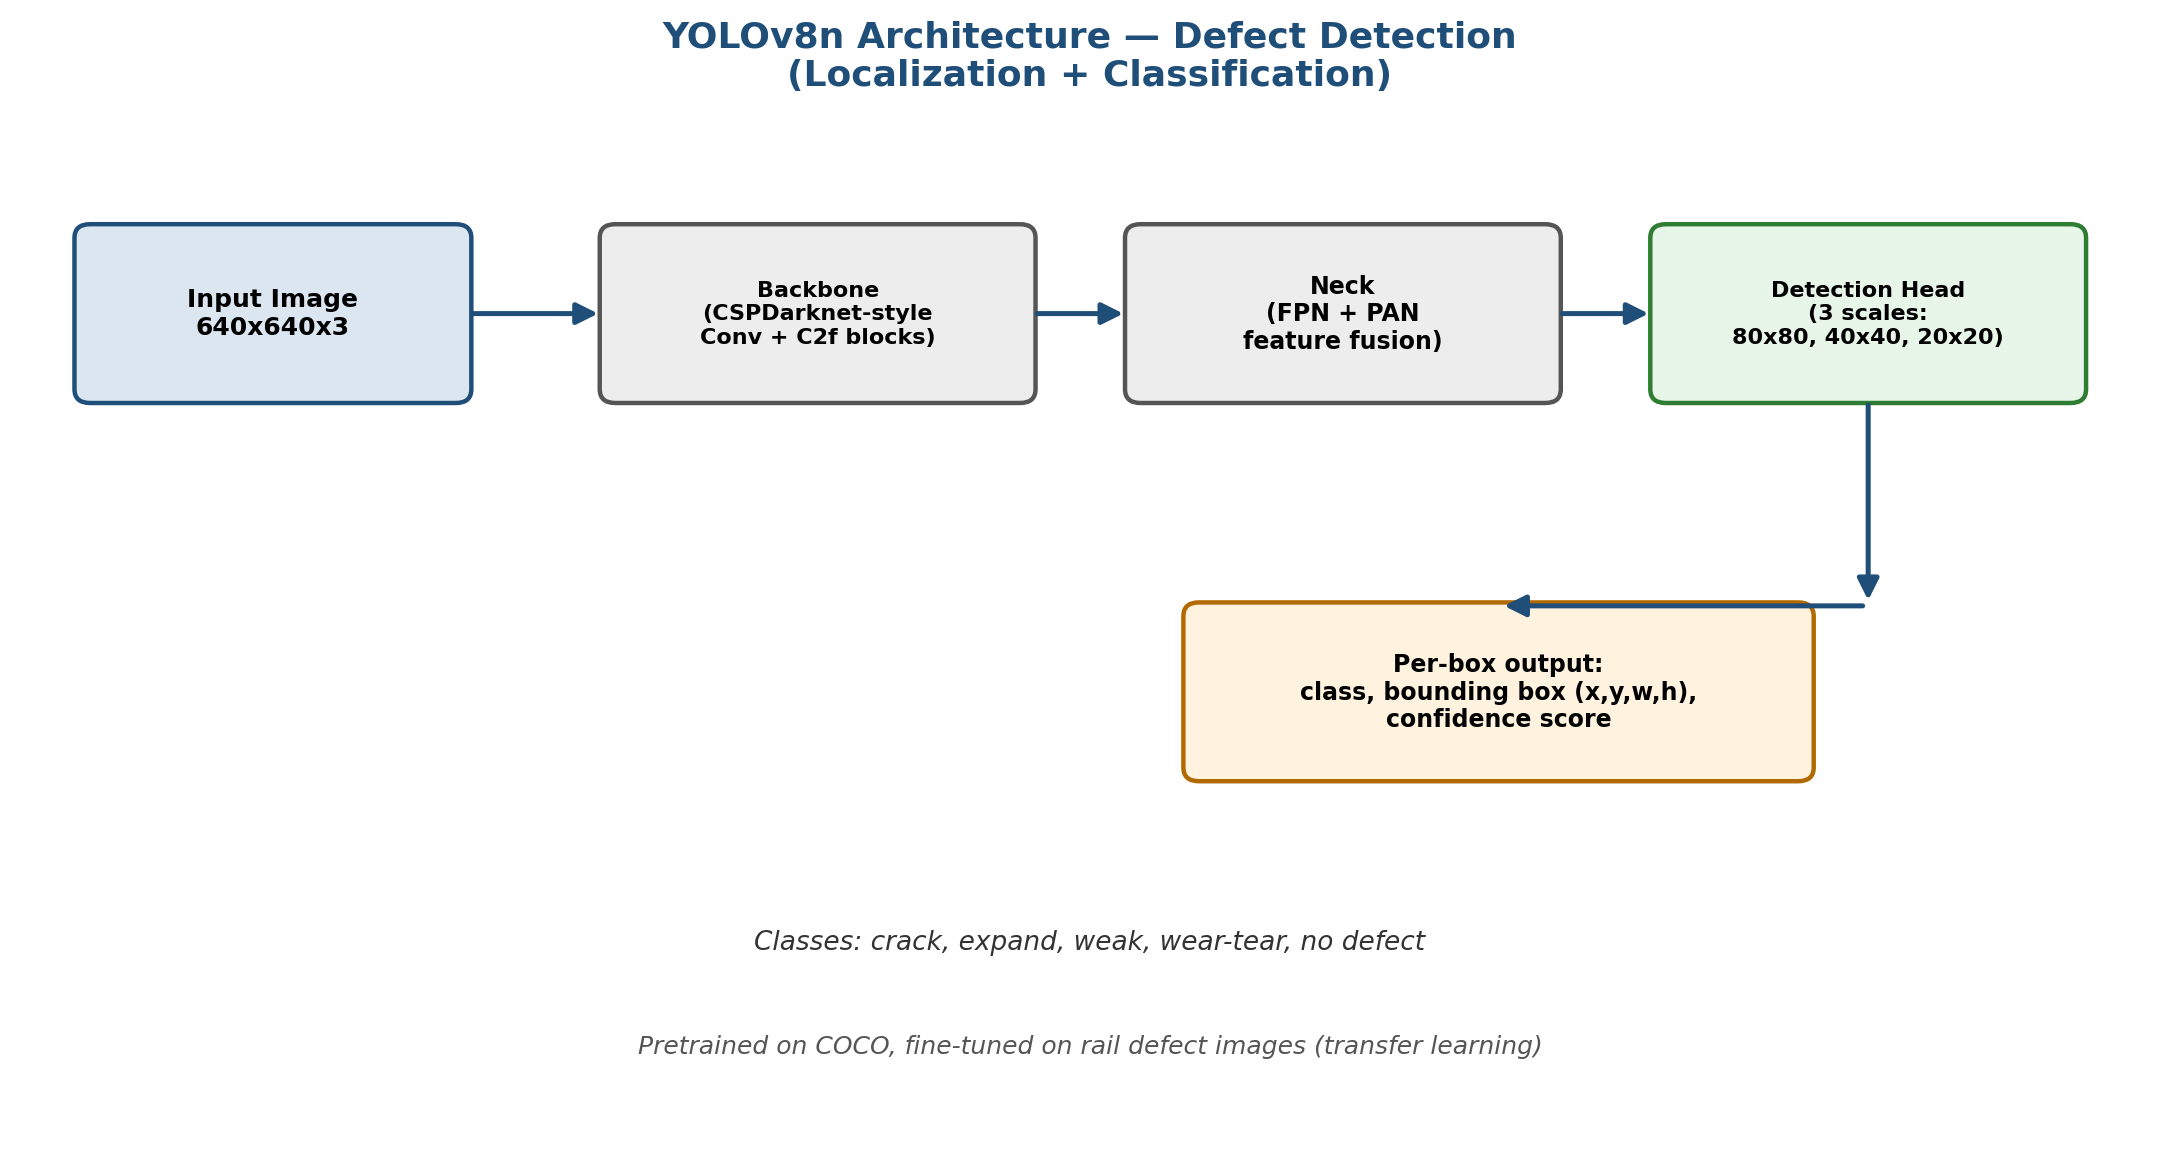 YOLOv8n Architecture — Defect Detection
(Localization + Classification)
Input Image
640x640x3
Backbone
(CSPDarknet-style
Conv + C2f blocks)
Neck
(FPN + PAN
feature fusion)
Detection Head
(3 scales:
80x80, 40x40, 20x20)
Per-box output:
class, bounding box (x,y,w,h),
confidence score
Classes: crack, expand, weak, wear-tear, no defect
Pretrained on COCO, fine-tuned on rail defect images (transfer learning)